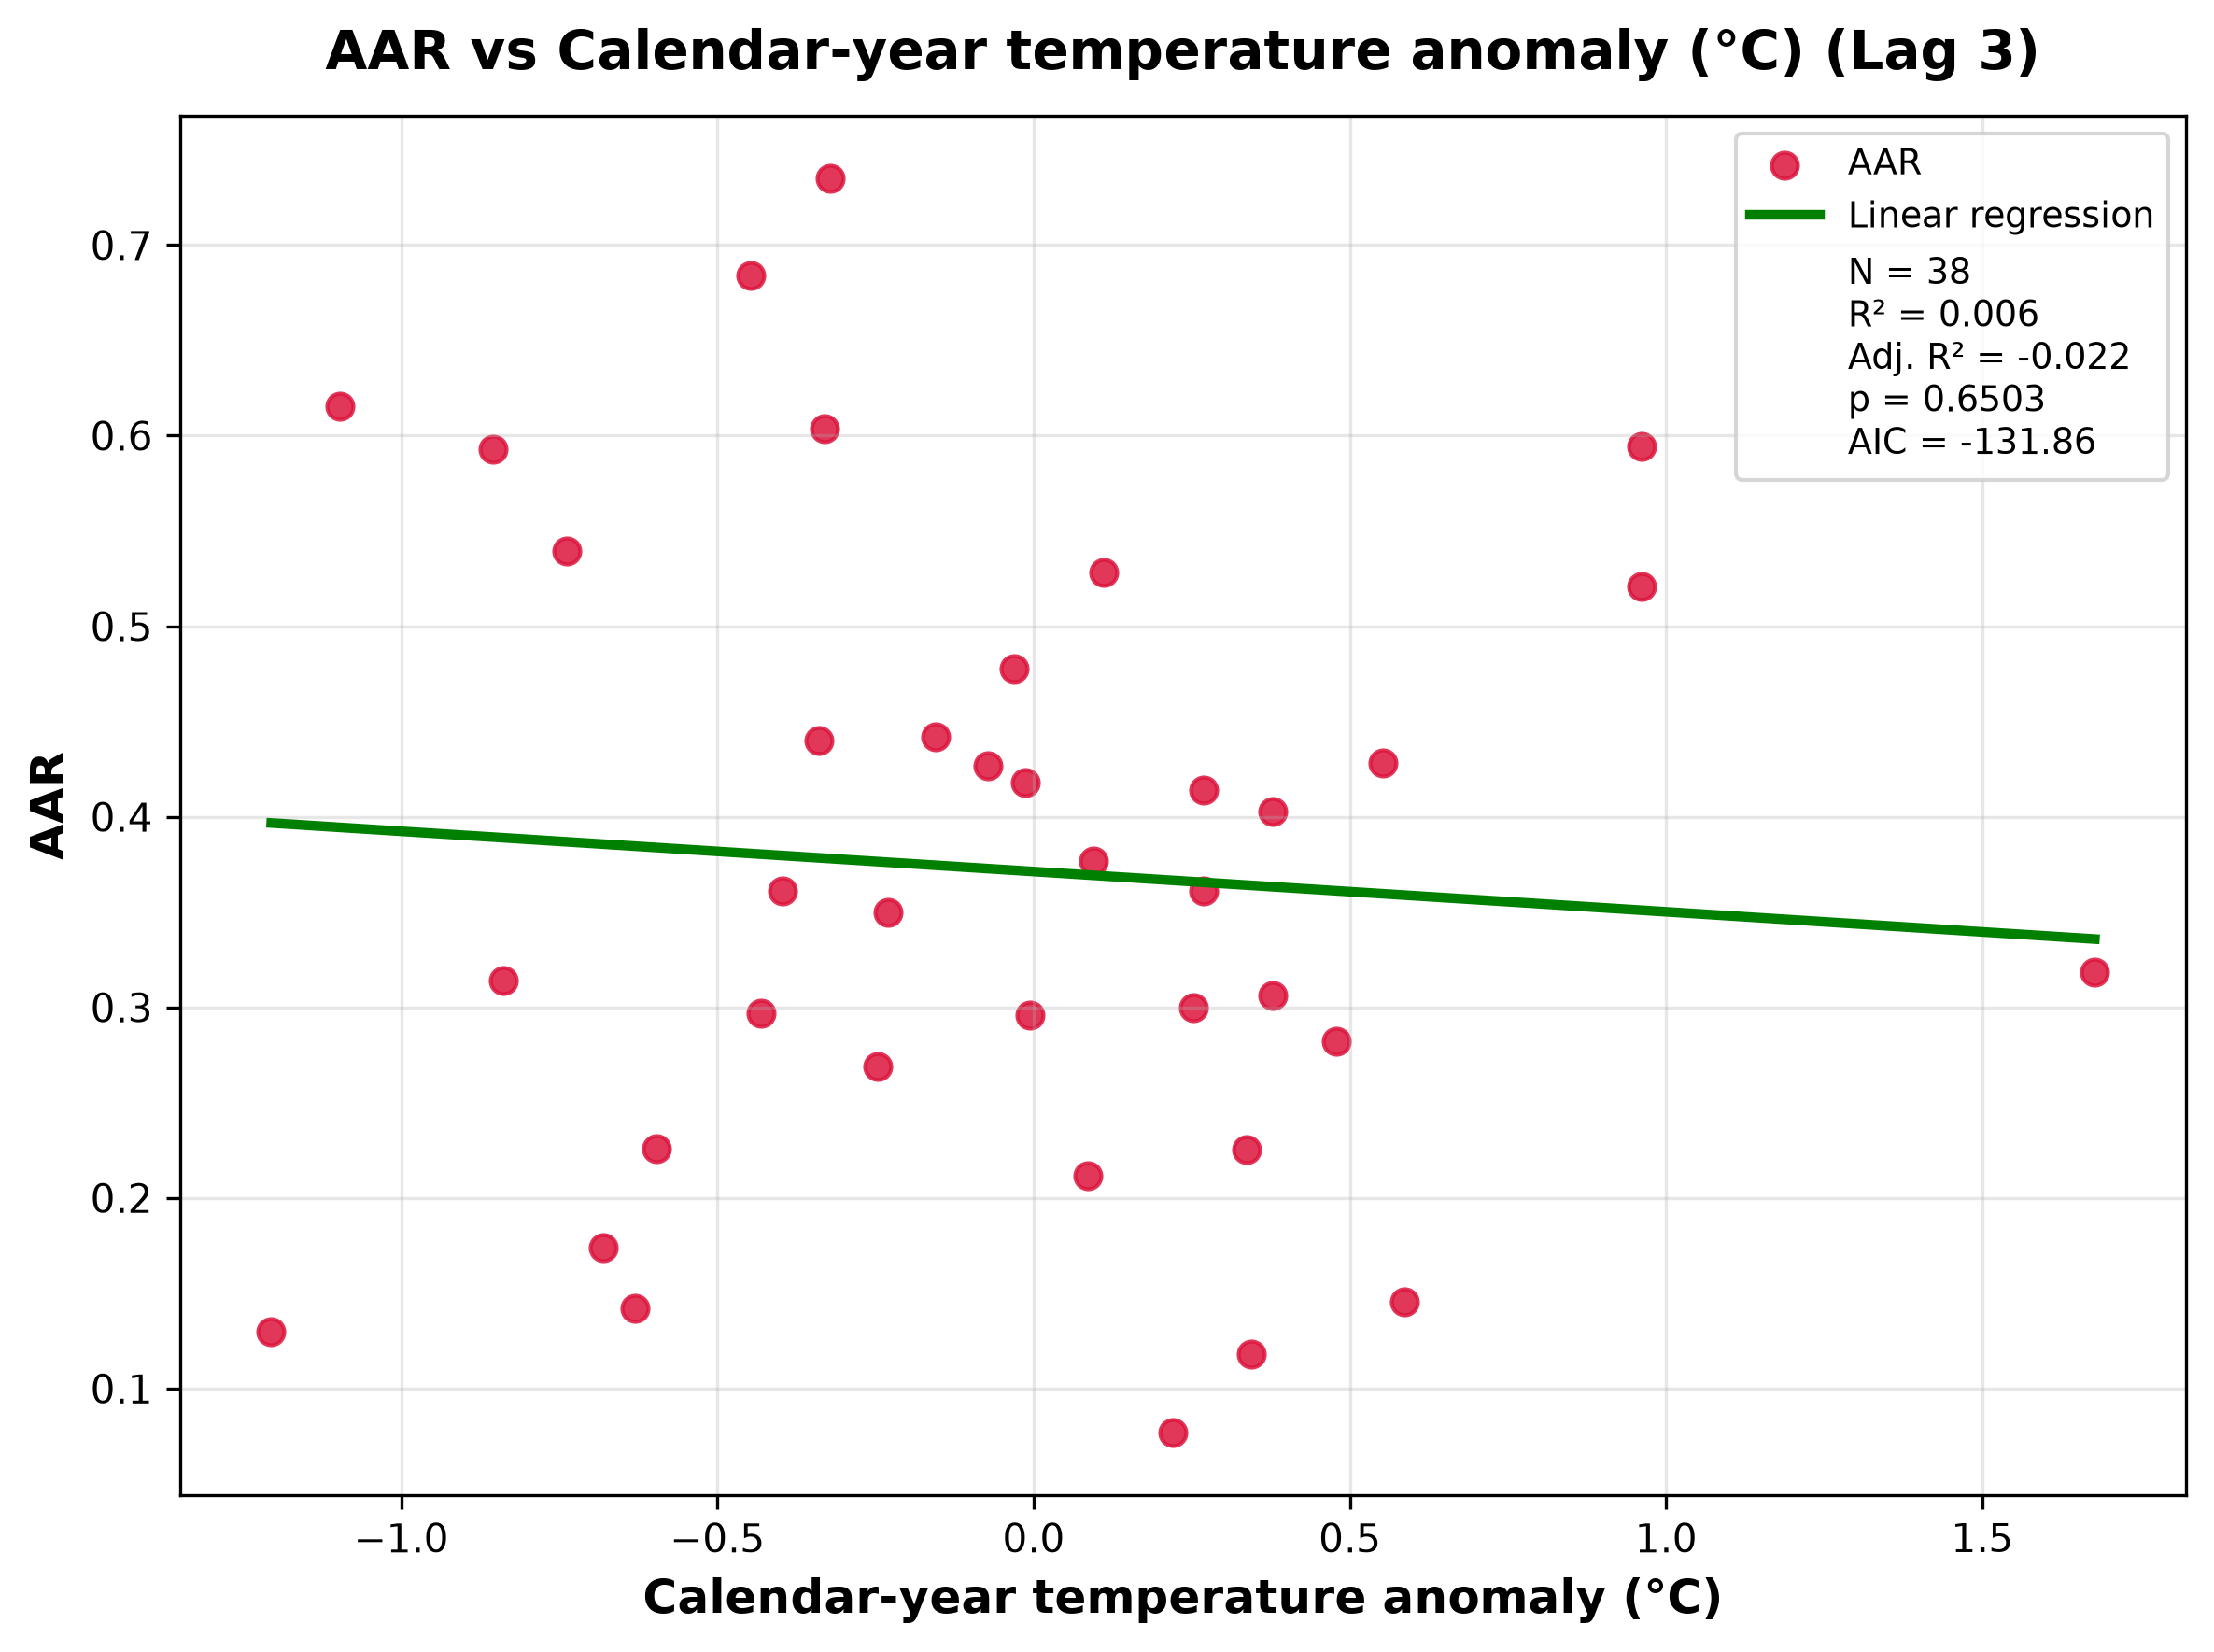 AAR vs Calendar-year temperature anomaly (°C) (Lag 3)
AAR
Linear regression
N = 38
R² = 0.006
Adj. R² = -0.022
p = 0.6503
AIC = -131.86
AAR
0.7
0.6
0.5
0.4
0.3
0.2
0.1
−1.0 −0.5 0.0 0.5 1.0 1.5
Calendar-year temperature anomaly (°C)